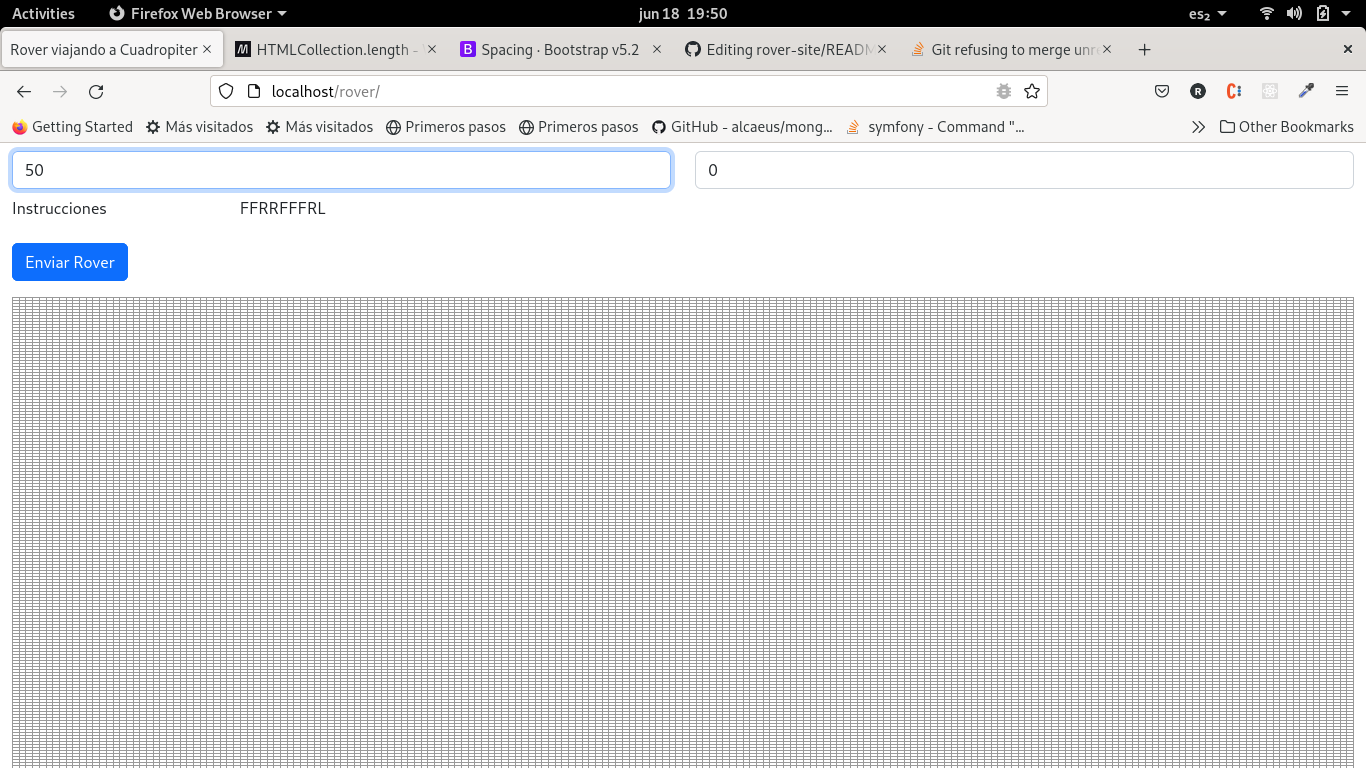 Activities Firefox Web Browser jun 18 19:50 es₂
Rover viajando a Cuadropiter HTMLCollection.length - Spacing · Bootstrap v5.2 Editing rover-site/READM Git refusing to merge unr
localhost/rover/
Getting Started Más visitados Más visitados Primeros pasos Primeros pasos GitHub - alcaeus/mong... symfony - Command "... Other Bookmarks
50 0
Instrucciones FFRRFFFRL
Enviar Rover